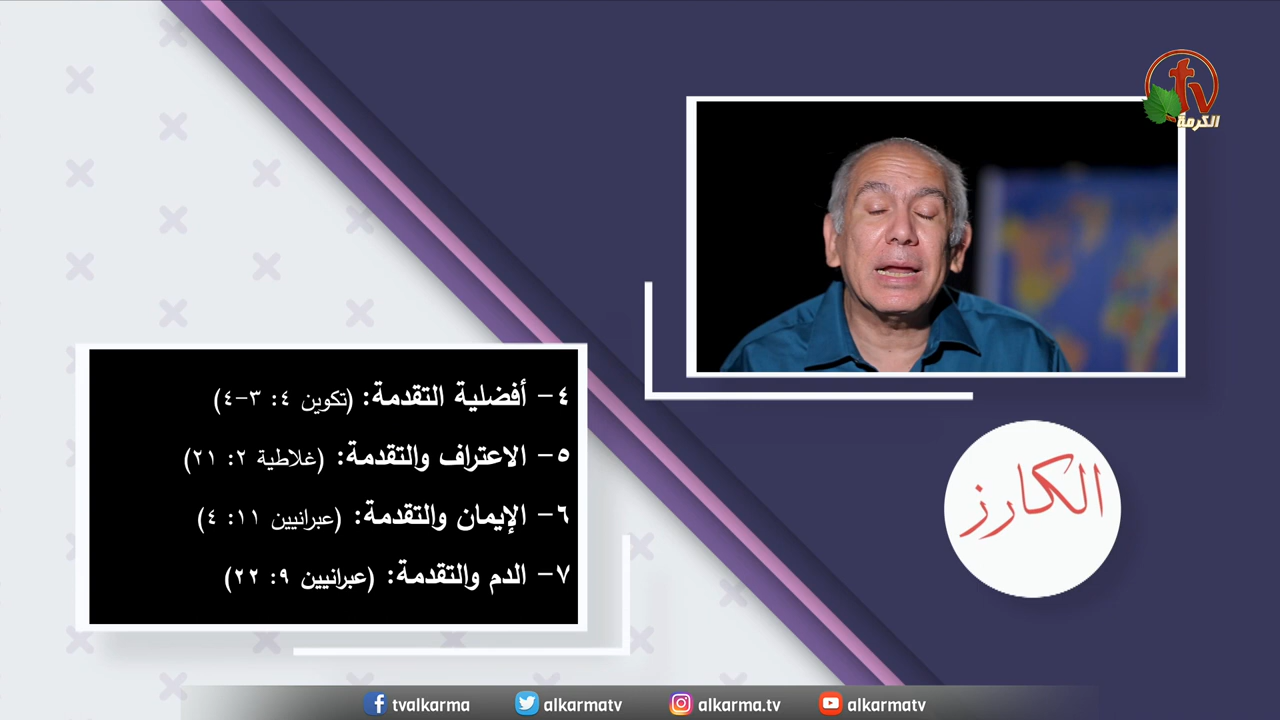 tv
الكرمة
٤- أفضلية التقدمة: (تكوين ٤: ٣-٤)
٥- الاعتراف والتقدمة: (غلاطية ٢: ٢١)
٦- الإيمان والتقدمة: (عبرانيين ١١: ٤)
٧- الدم والتقدمة: (عبرانيين ٩: ٢٢)
الكارز
tvalkarma alkarmatv alkarma.tv alkarmatv